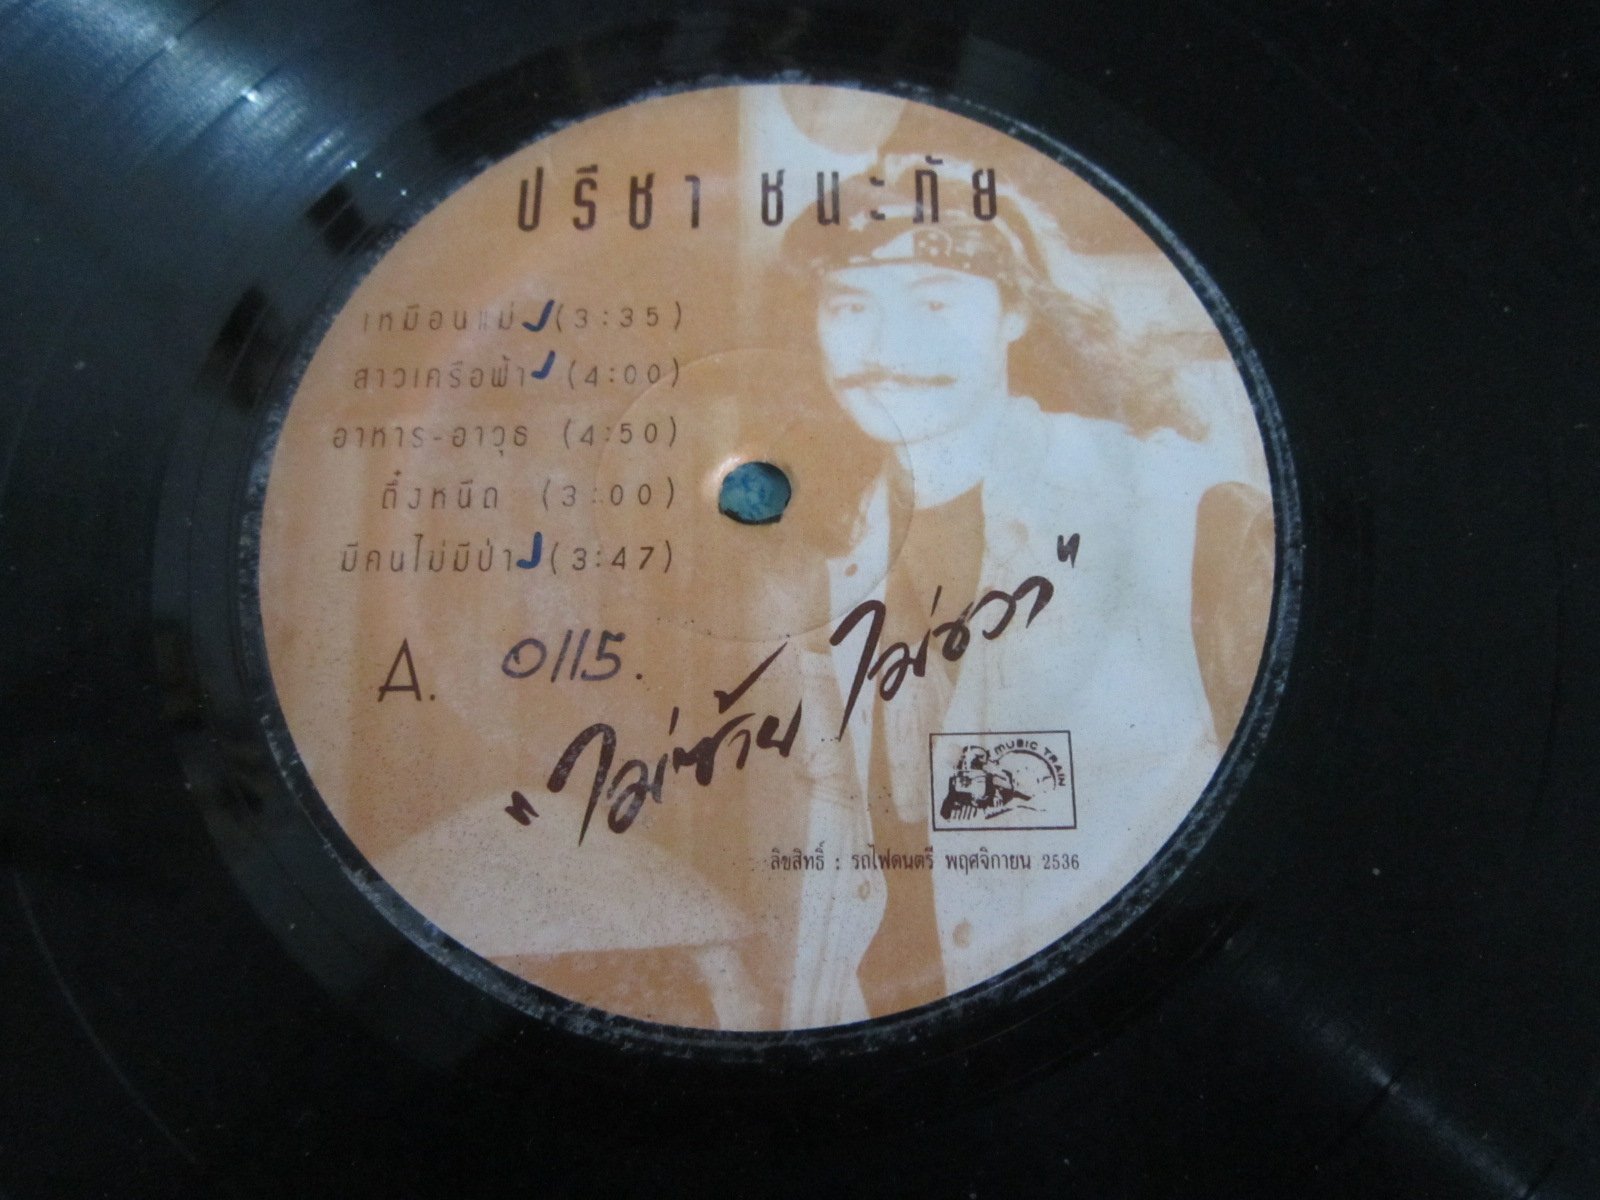 ปรีชา ชนะภัย
เหมือนแม่ (3:35)
สาวเครือฟ้า (4:00)
อาหาร-อาวุธ (4:50)
ตึ๋งหนืด (3:00)
มีคนไม่มีป่า (3:47)
A. 0115.
"ไม่ซ้าย ไม่ขวา"
MUSIC TRAIN
ลิขสิทธิ์ : รถไฟดนตรี พฤศจิกายน 2536